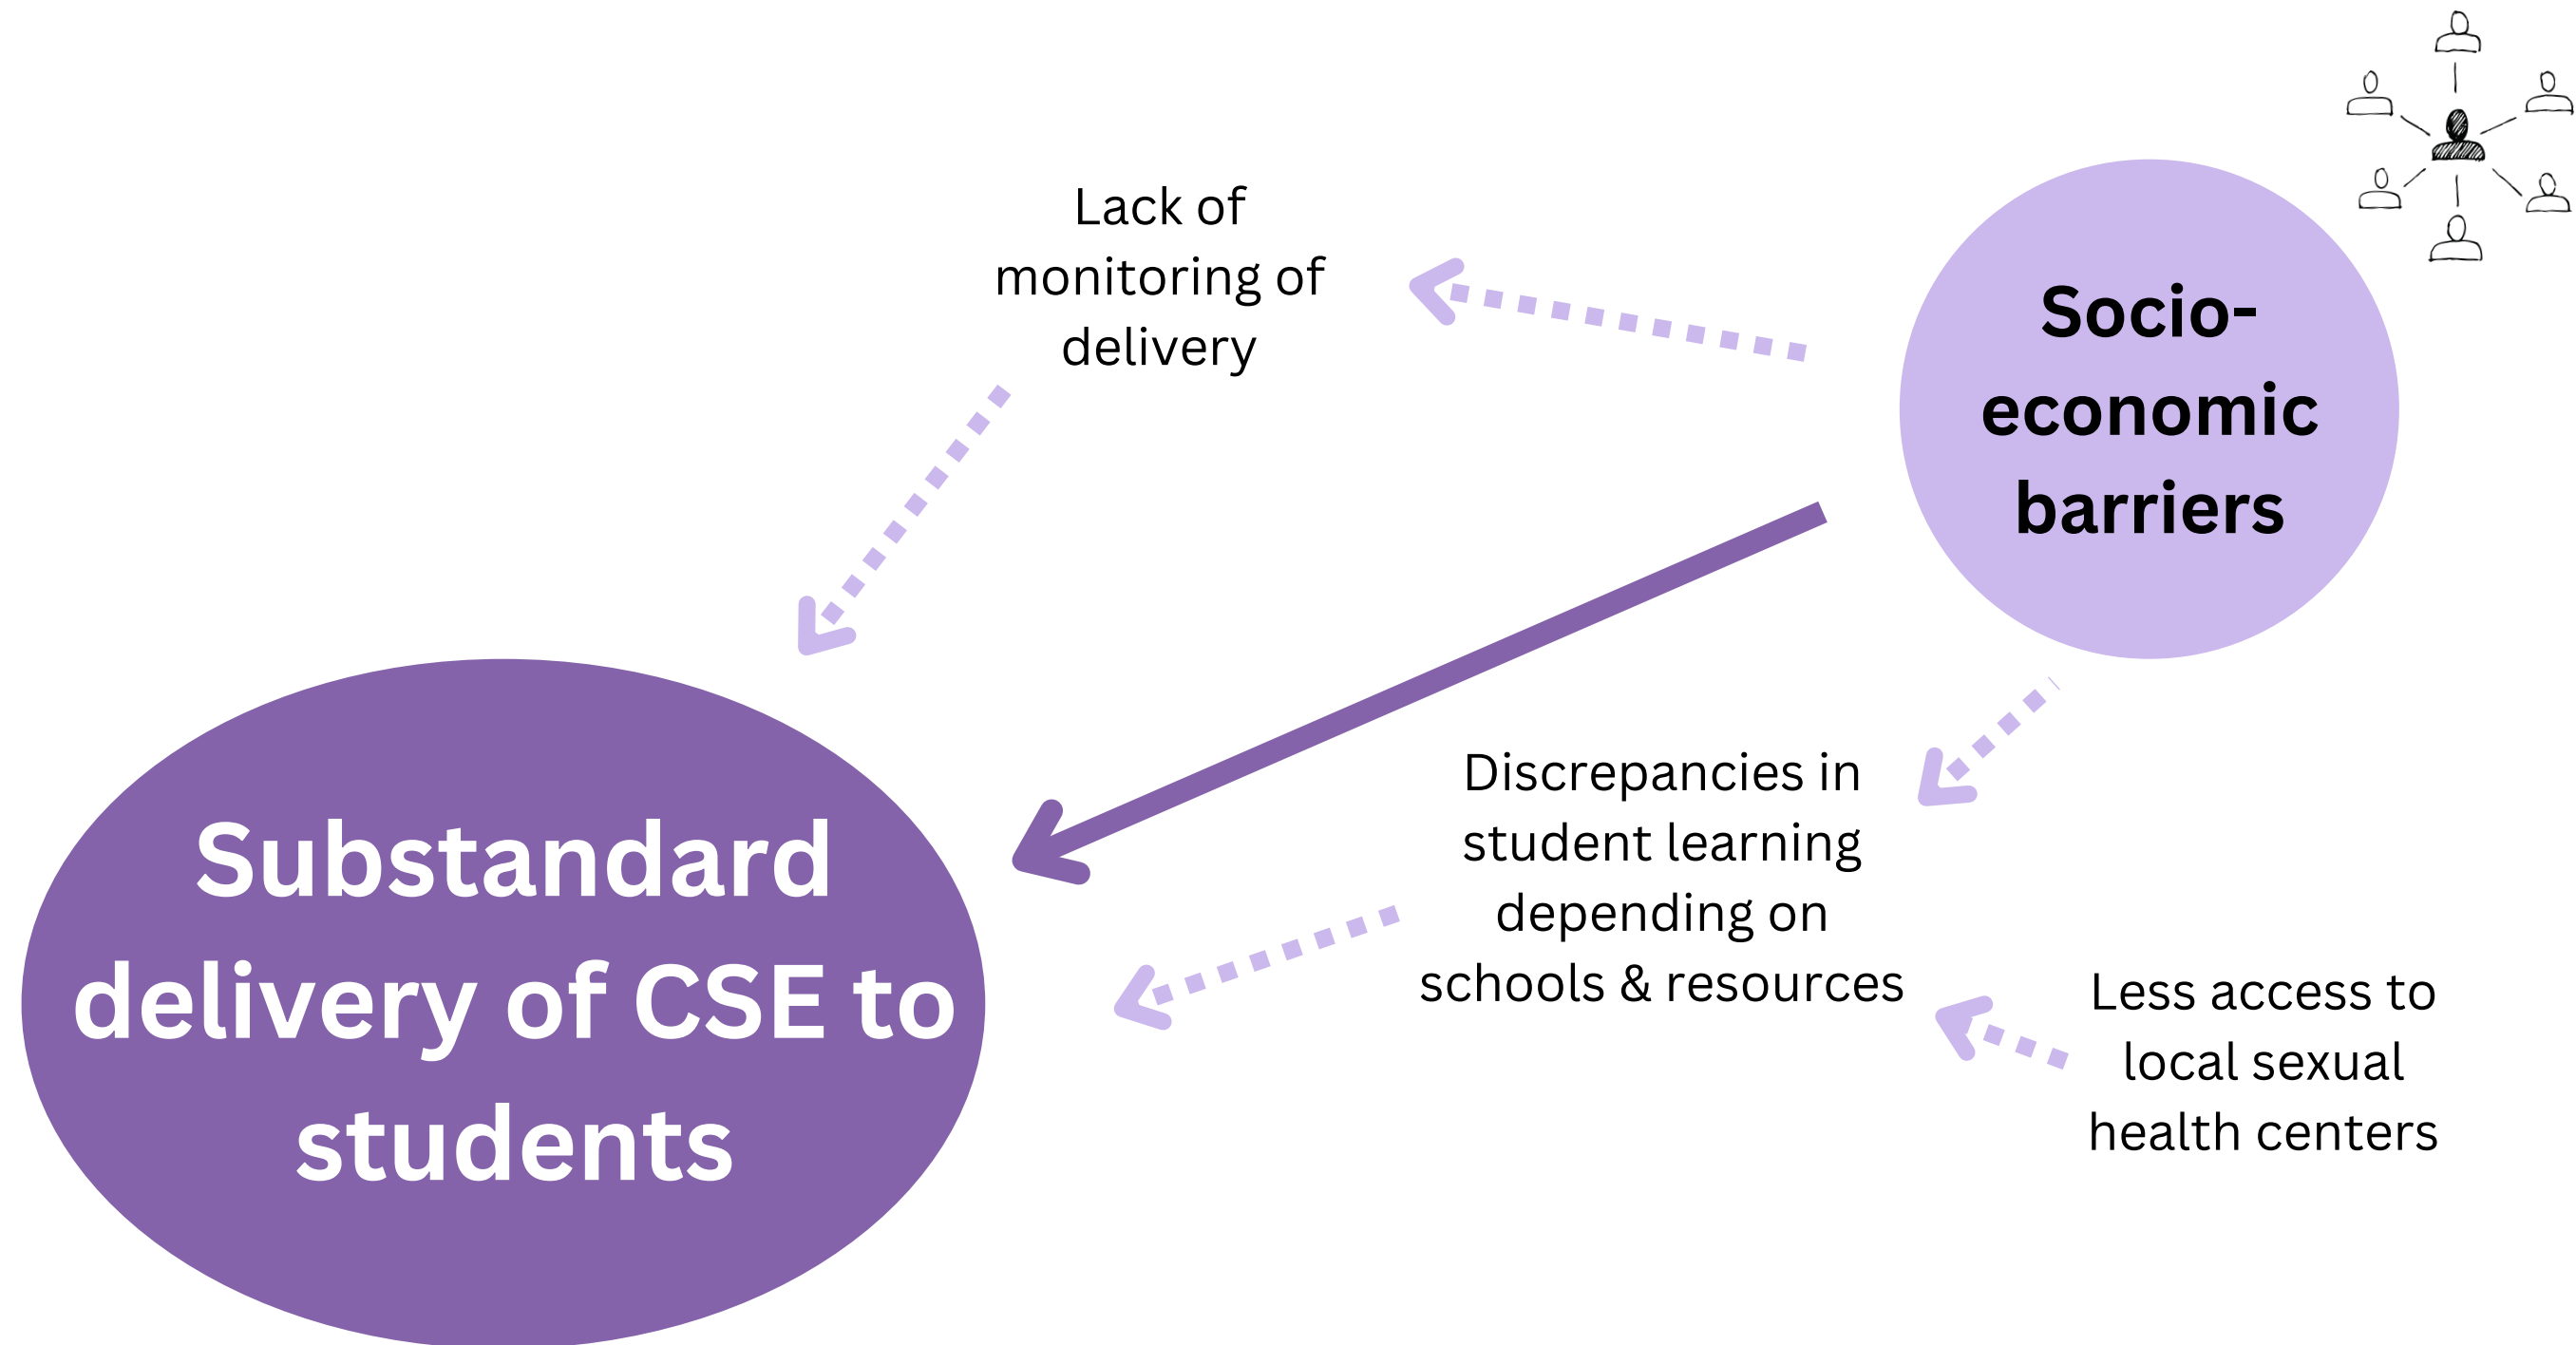 Lack of
monitoring of
delivery
Socio-
economic
barriers
Substandard
delivery of CSE to
students
Discrepancies in
student learning
depending on
schools & resources
Less access to
local sexual
health centers